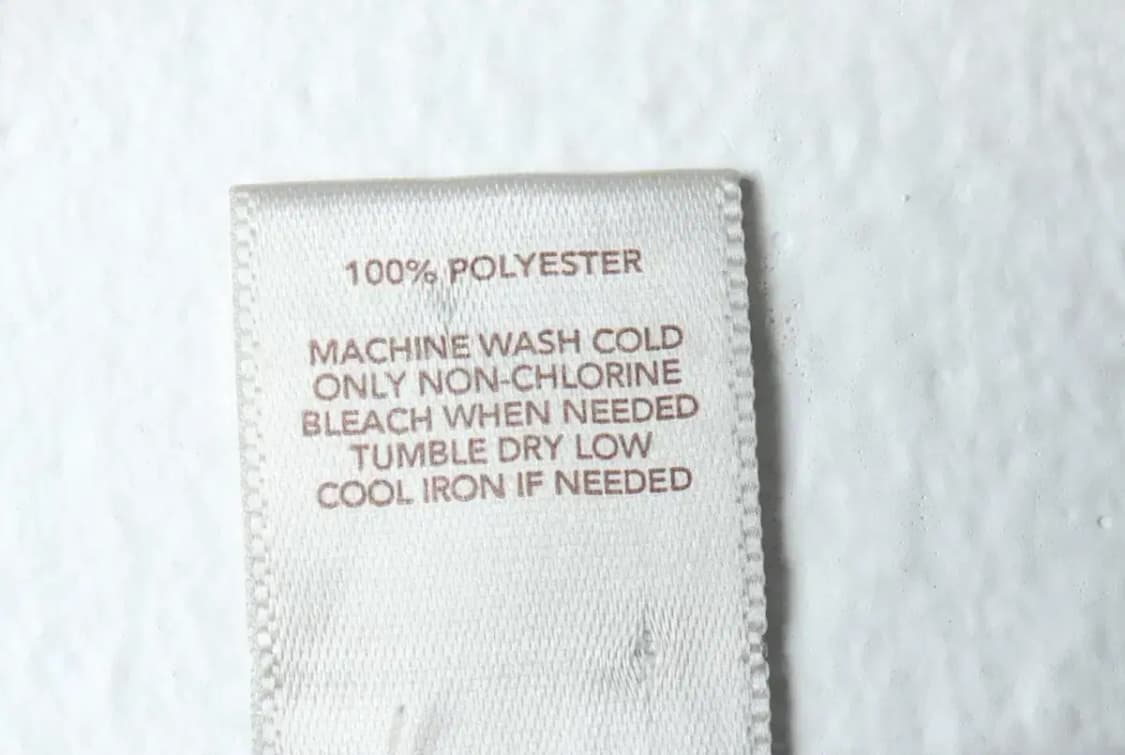 100% POLYESTER
MACHINE WASH COLD
ONLY NON-CHLORINE
BLEACH WHEN NEEDED
TUMBLE DRY LOW
COOL IRON IF NEEDED